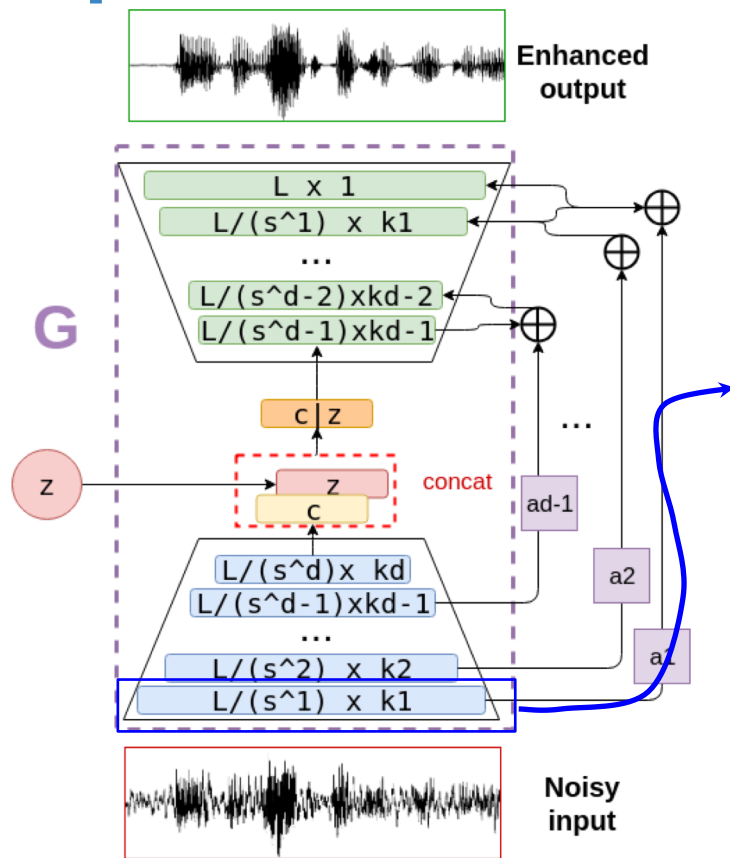 Enhanced
output
L x 1
L/(s^1) x k1
...
L/(s^d-2)xkd-2
L/(s^d-1)xkd-1
G
c|z
...
z
z
concat
c
ad-1
L/(s^d)x kd
L/(s^d-1)xkd-1
a2
...
a1
L/(s^2) x k2
L/(s^1) x k1
Noisy
input